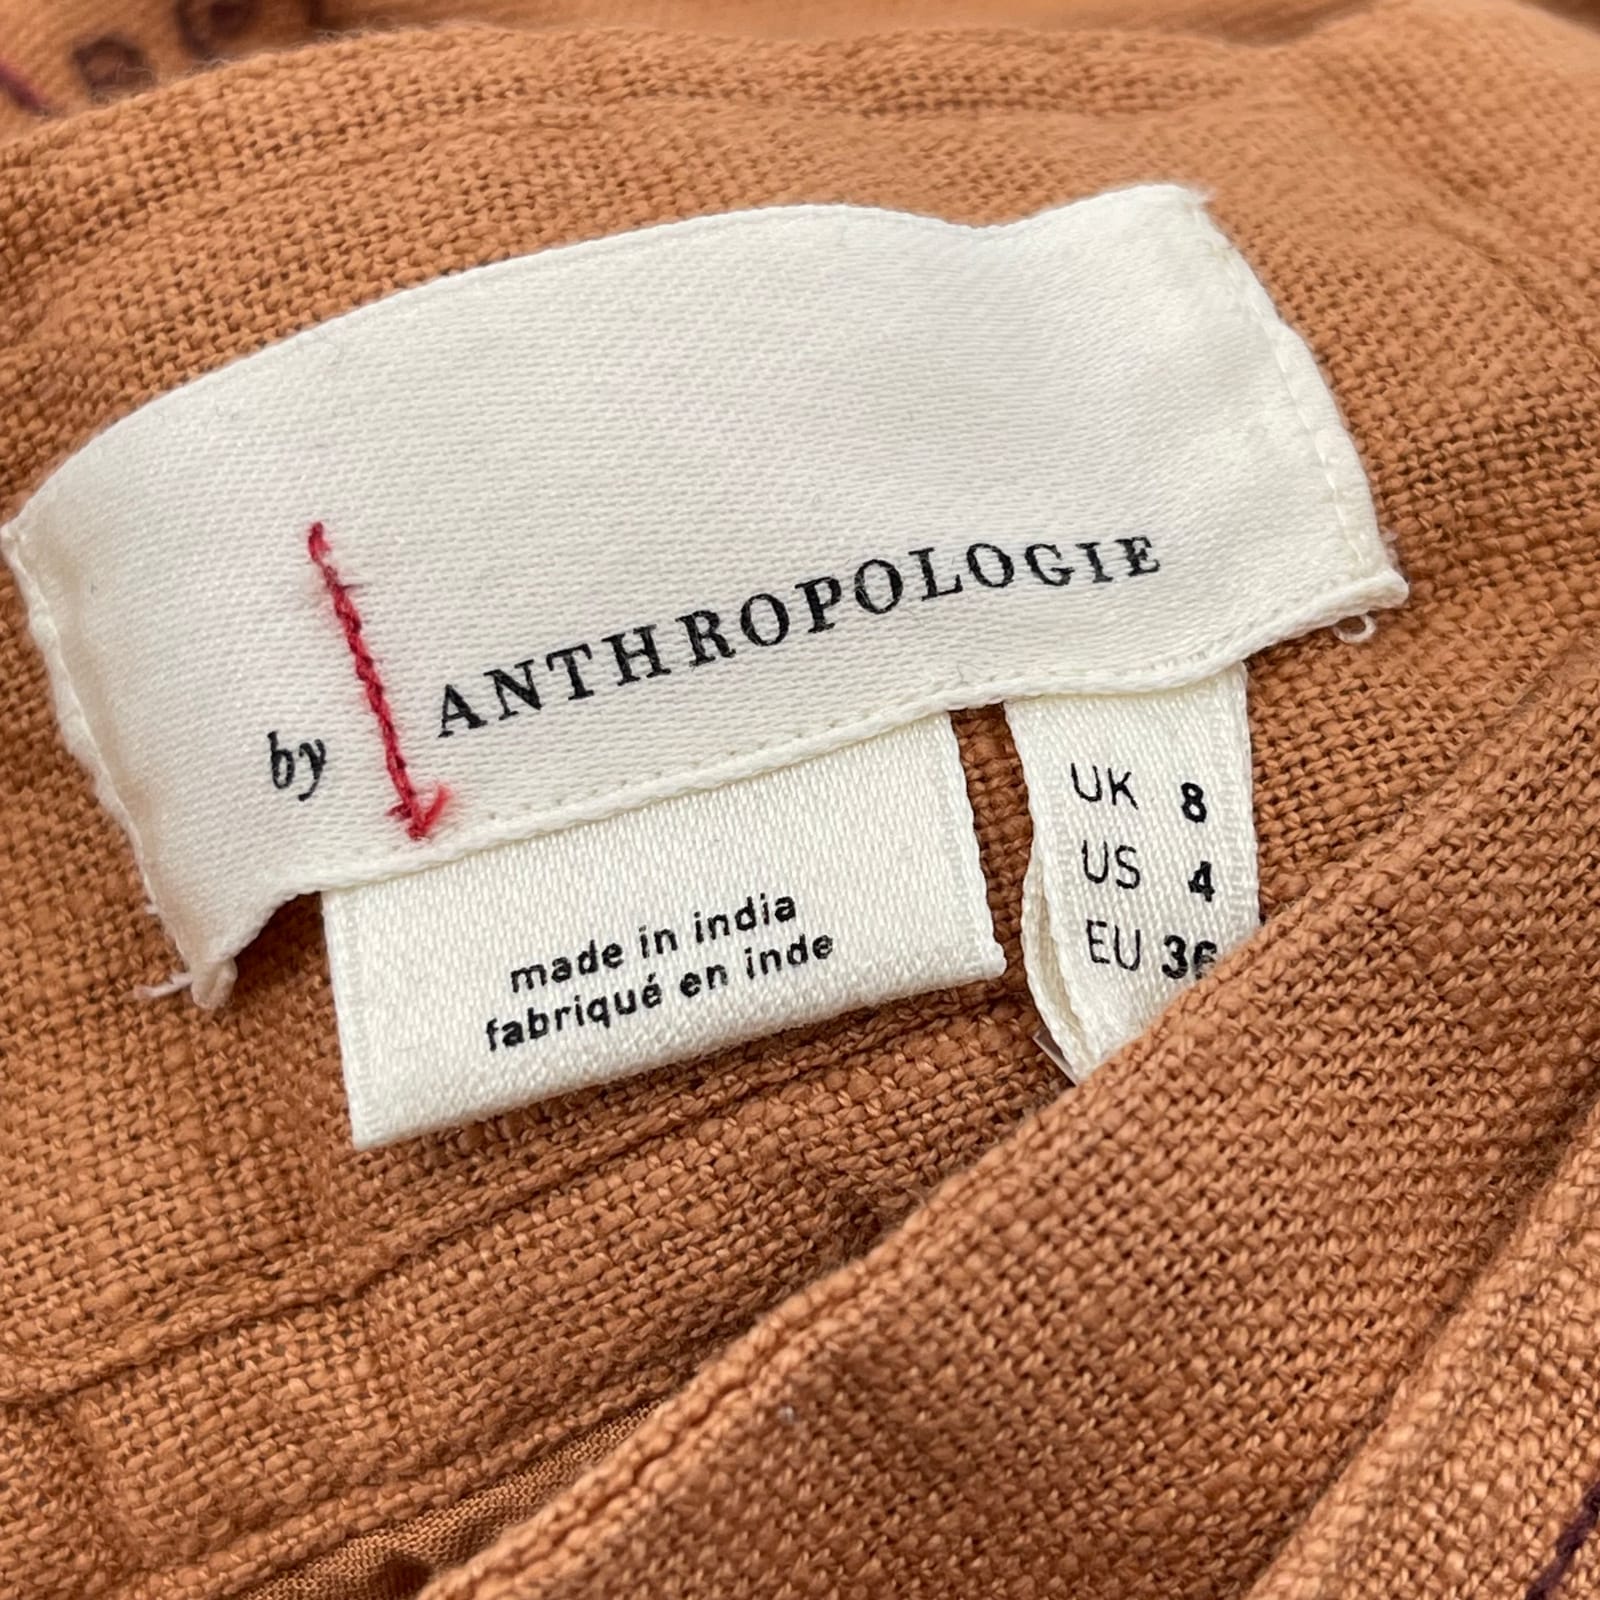 by ANTHROPOLOGIE
made in india
fabriqué en inde
UK 8
US 4
EU 36